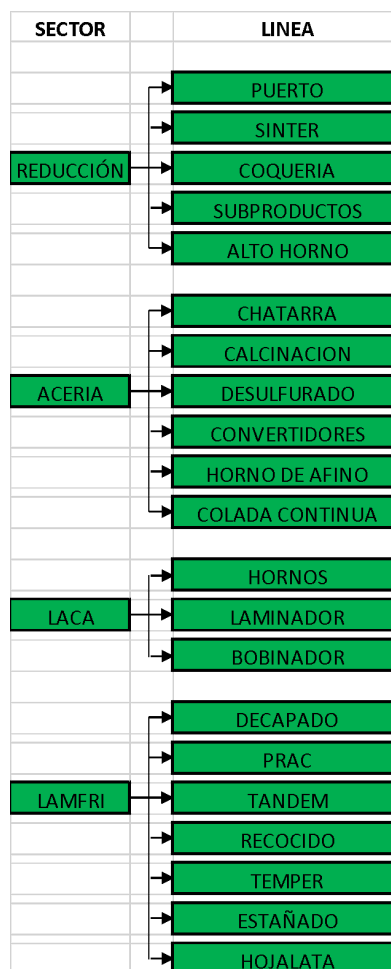 SECTOR LINEA
PUERTO
SINTER
REDUCCIÓN COQUERIA
SUBPRODUCTOS
ALTO HORNO
CHATARRA
CALCINACION
ACERIA DESULFURADO
CONVERTIDORES
HORNO DE AFINO
COLADA CONTINUA
HORNOS
LACA LAMINADOR
BOBINADOR
DECAPADO
PRAC
LAMFRI TANDEM
RECOCIDO
TEMPER
ESTAÑADO
HOJALATA